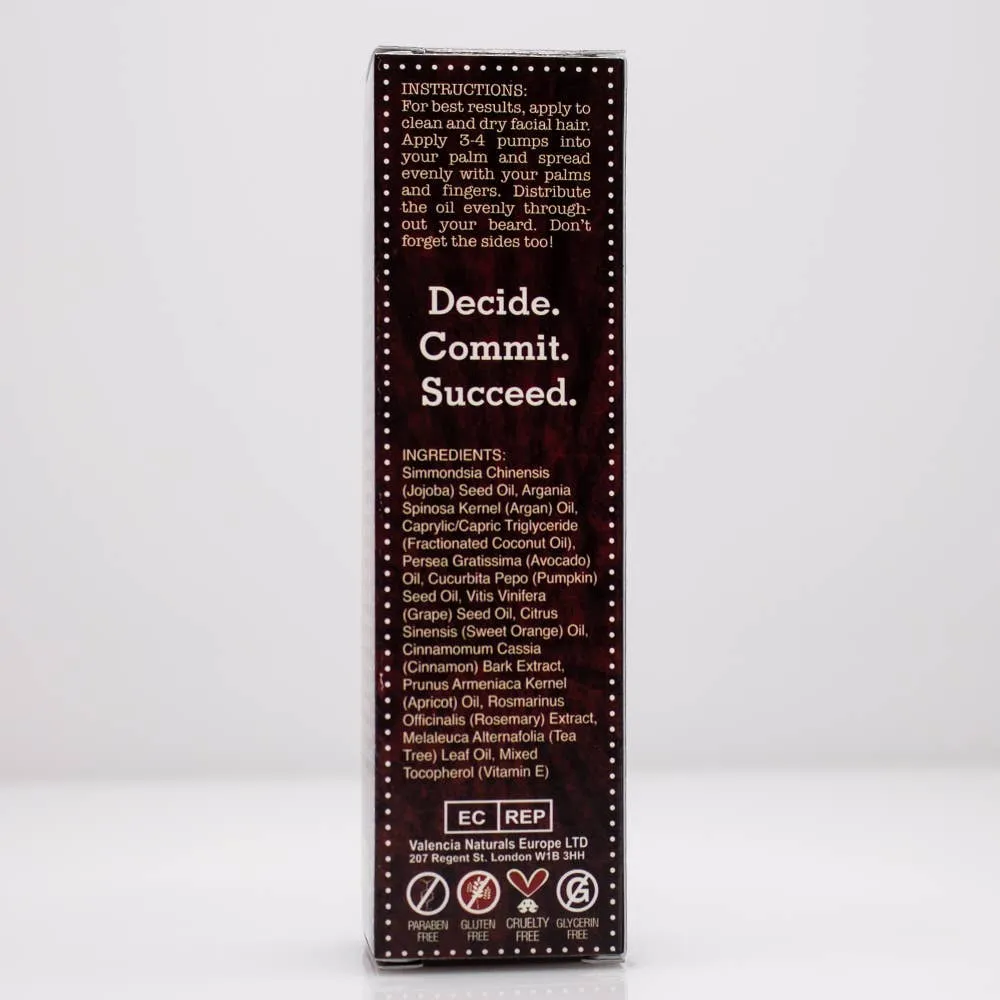 INSTRUCTIONS:
For best results, apply to
clean and dry facial hair.
Apply 3-4 pumps into
your palm and spread
evenly with your palms
and fingers. Distribute
the oil evenly through-
out your beard. Don't
forget the sides too!
Decide.
Commit.
Succeed.
INGREDIENTS:
Simmondsia Chinensis
(Jojoba) Seed Oil, Argania
Spinosa Kernel (Argan) Oil,
Caprylic/Capric Triglyceride
(Fractionated Coconut Oil),
Persea Gratissima (Avocado)
Oil, Cucurbita Pepo (Pumpkin)
Seed Oil, Vitis Vinifera
(Grape) Seed Oil, Citrus
Sinensis (Sweet Orange) Oil,
Cinnamomum Cassia
(Cinnamon) Bark Extract,
Prunus Armeniaca Kernel
(Apricot) Oil, Rosmarinus
Officinalis (Rosemary) Extract,
Melaleuca Alternafolia (Tea
Tree) Leaf Oil, Mixed
Tocopherol (Vitamin E)
EC REP
Valencia Naturals Europe LTD
207 Regent St. London W1B 3HH
G
PARABEN FREE
GLUTEN FREE
CRUELTY FREE
GLYCERIN FREE